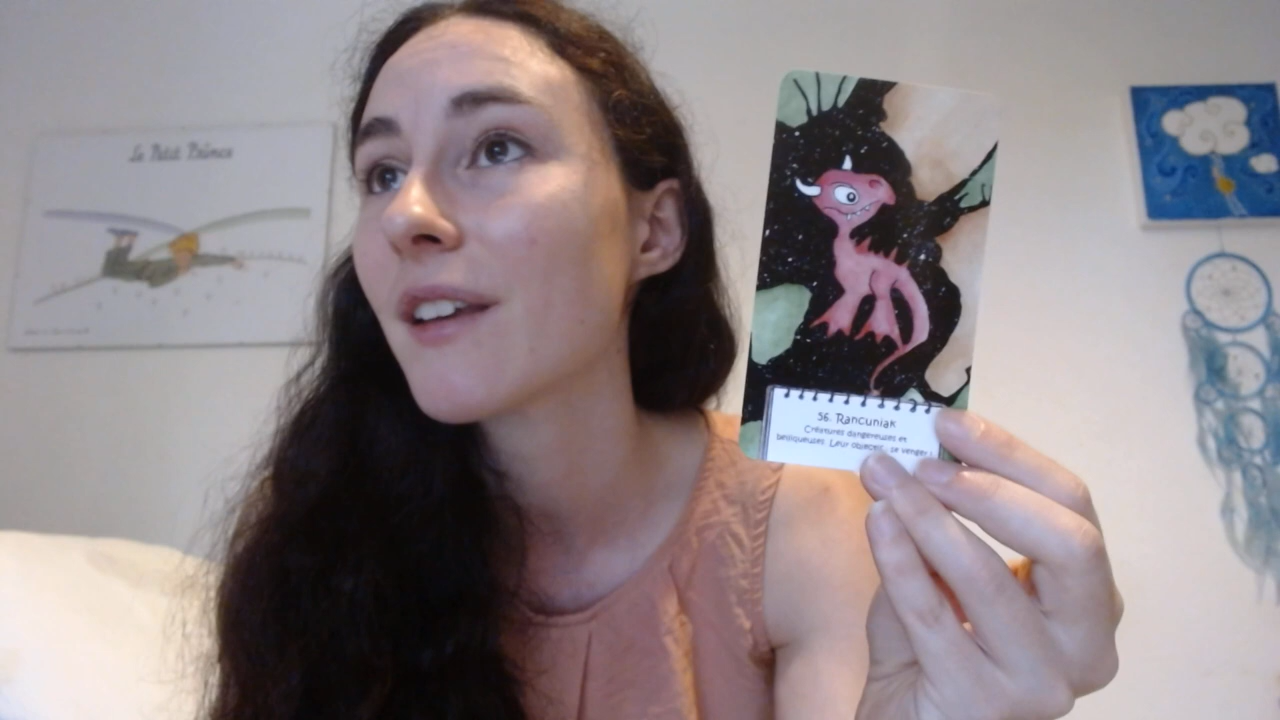 Le Petit Prince
56. Rancuniak
Créatures dangereuses et
belliqueuses. Leur objectif : se venger !